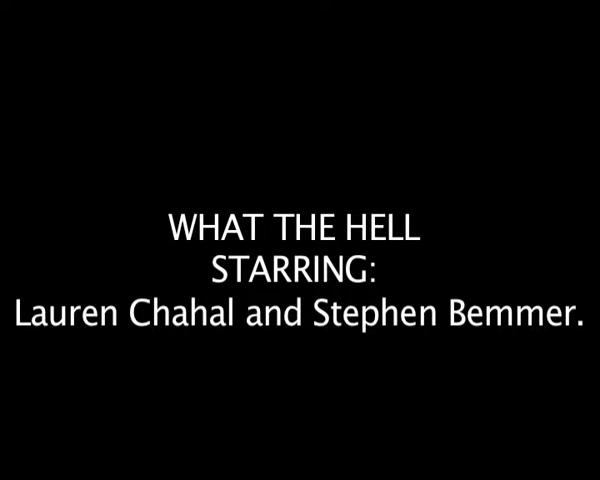 WHAT THE HELL
STARRING:
Lauren Chahal and Stephen Bemmer.